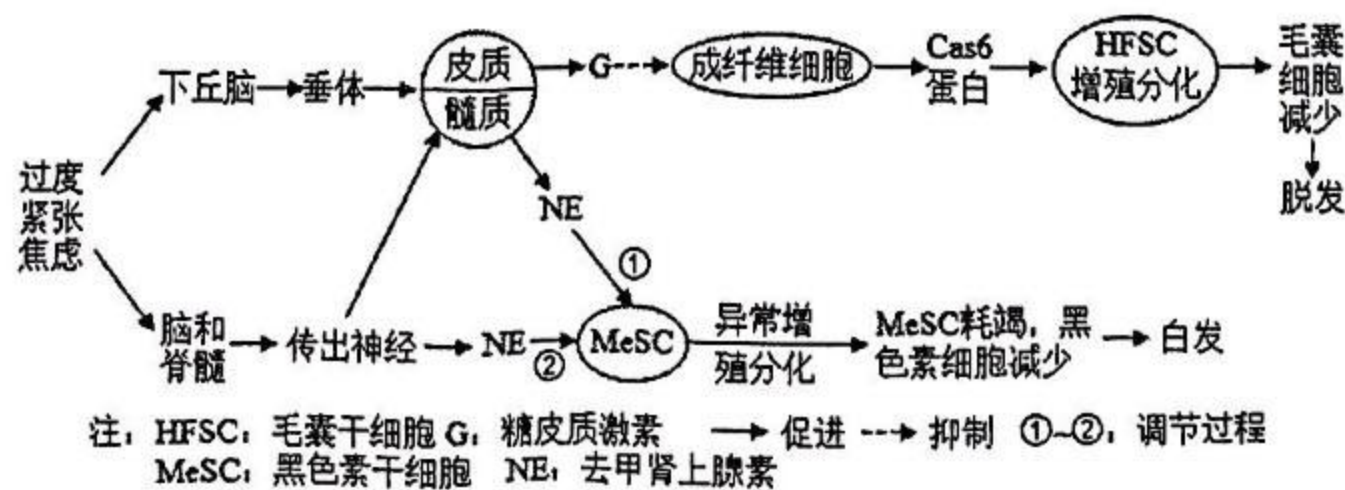 过度
紧张
焦虑
下丘脑
垂体
皮质
髓质
G
成纤维细胞
Cas6
蛋白
HFSC
增殖分化
毛囊
细胞
减少
脱发
NE
①
脑和
脊髓
传出神经
NE
②
MeSC
异常增
殖分化
MeSC耗竭，黑
色素细胞减少
白发
注：HFSC：毛囊干细胞 G：糖皮质激素 促进 抑制 ①~②：调节过程
MeSC：黑色素干细胞 NE：去甲肾上腺素